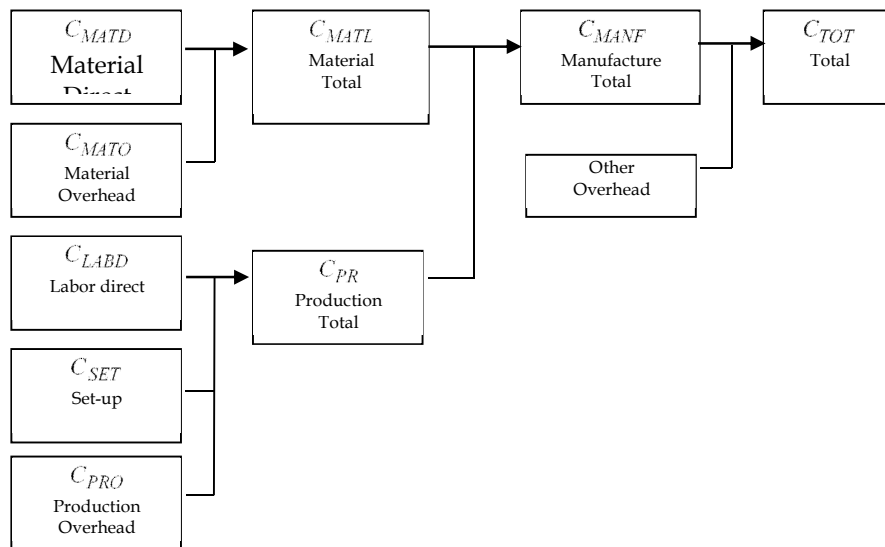 C_MATD
Material
Direct
C_MATO
Material
Overhead
C_LABD
Labor direct
C_SET
Set-up
C_PRO
Production
Overhead
C_MATL
Material
Total
C_PR
Production
Total
C_MANF
Manufacture
Total
Other
Overhead
C_TOT
Total